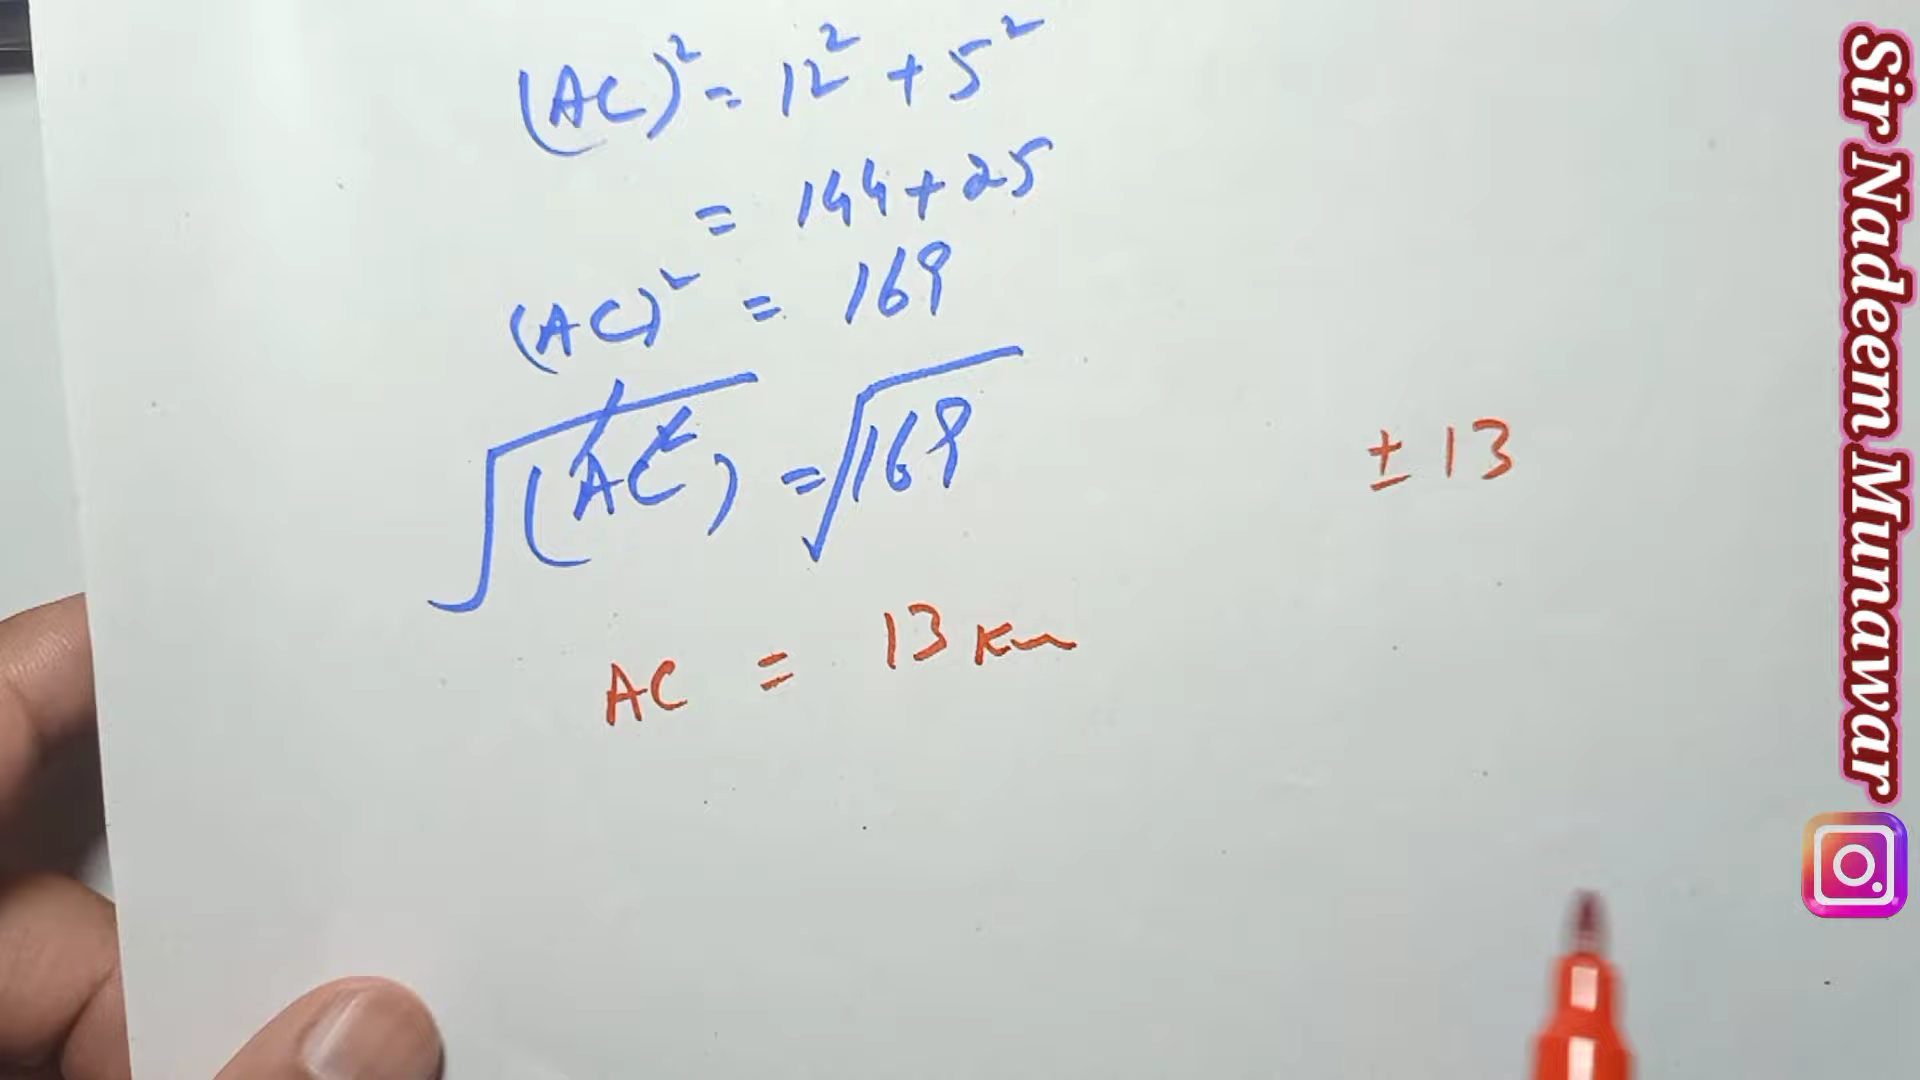 (AC)² = 12² + 5²
= 144 + 25
(AC)² = 169
√(AC²) = √169
± 13
AC = 13 Km
Sir Nadeem Munawar